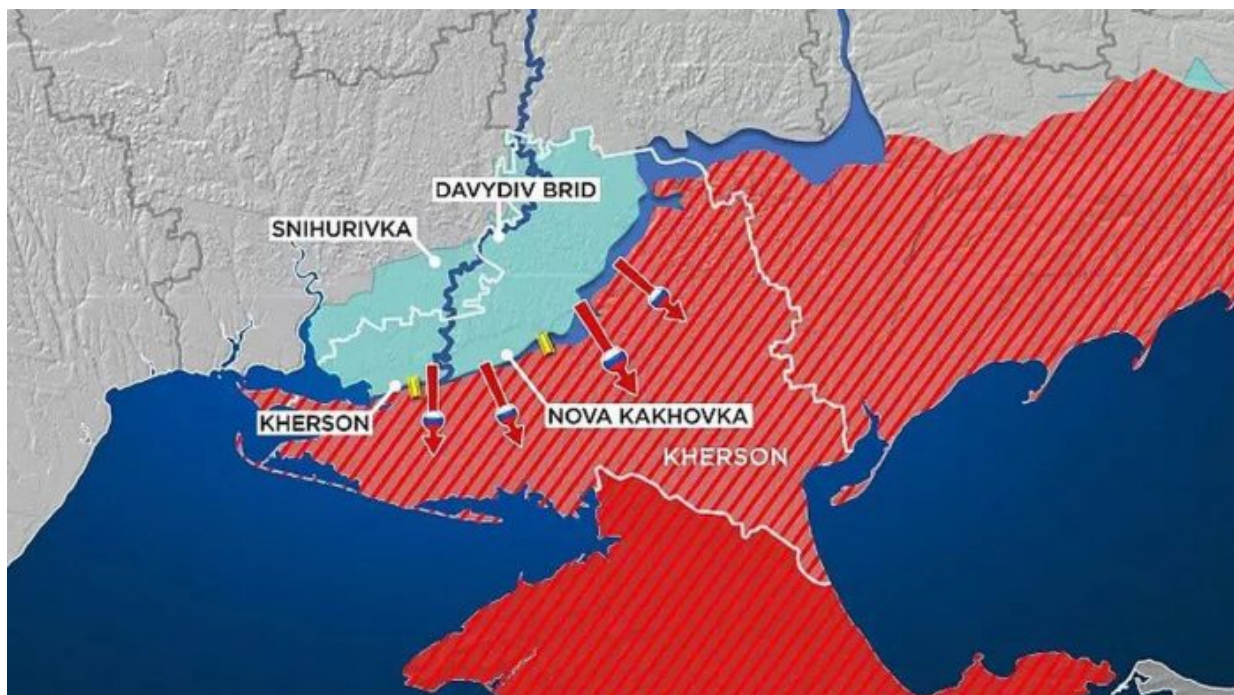 DAVYDIV BRID
SNIHURIVKA
KHERSON
NOVA KAKHOVKA
KHERSON